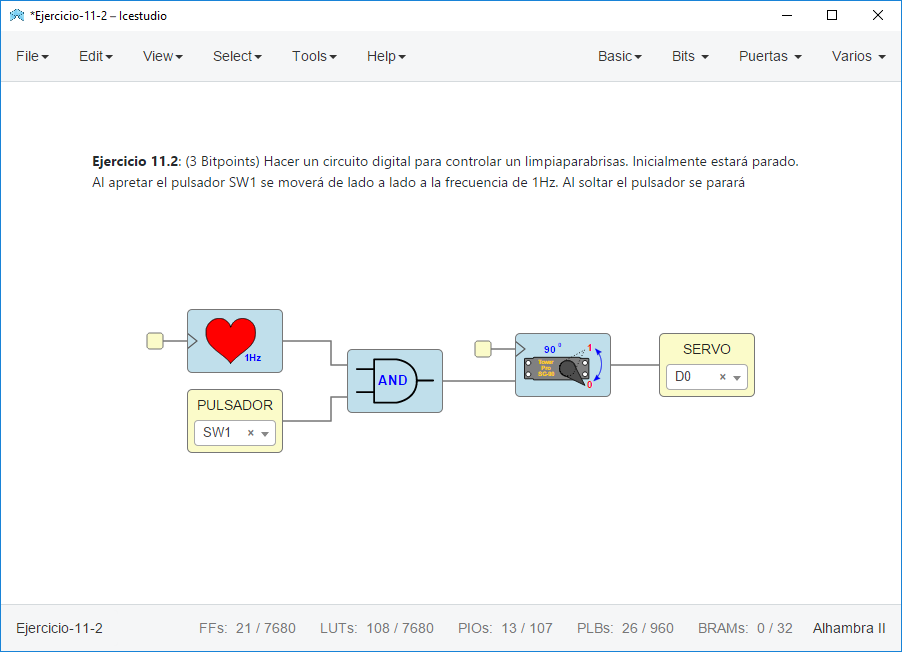 *Ejercicio-11-2 – Icestudio
File Edit View Select Tools Help Basic Bits Puertas Varios
Ejercicio 11.2: (3 Bitpoints) Hacer un circuito digital para controlar un limpiaparabrisas. Inicialmente estará parado.
Al apretar el pulsador SW1 se moverá de lado a lado a la frecuencia de 1Hz. Al soltar el pulsador se parará
1Hz
PULSADOR
SW1 ×
AND
90 º
1
Tower
Pro
SG-90
0
SERVO
D0 ×
Ejercicio-11-2 FFs: 21 / 7680 LUTs: 108 / 7680 PIOs: 13 / 107 PLBs: 26 / 960 BRAMs: 0 / 32 Alhambra II